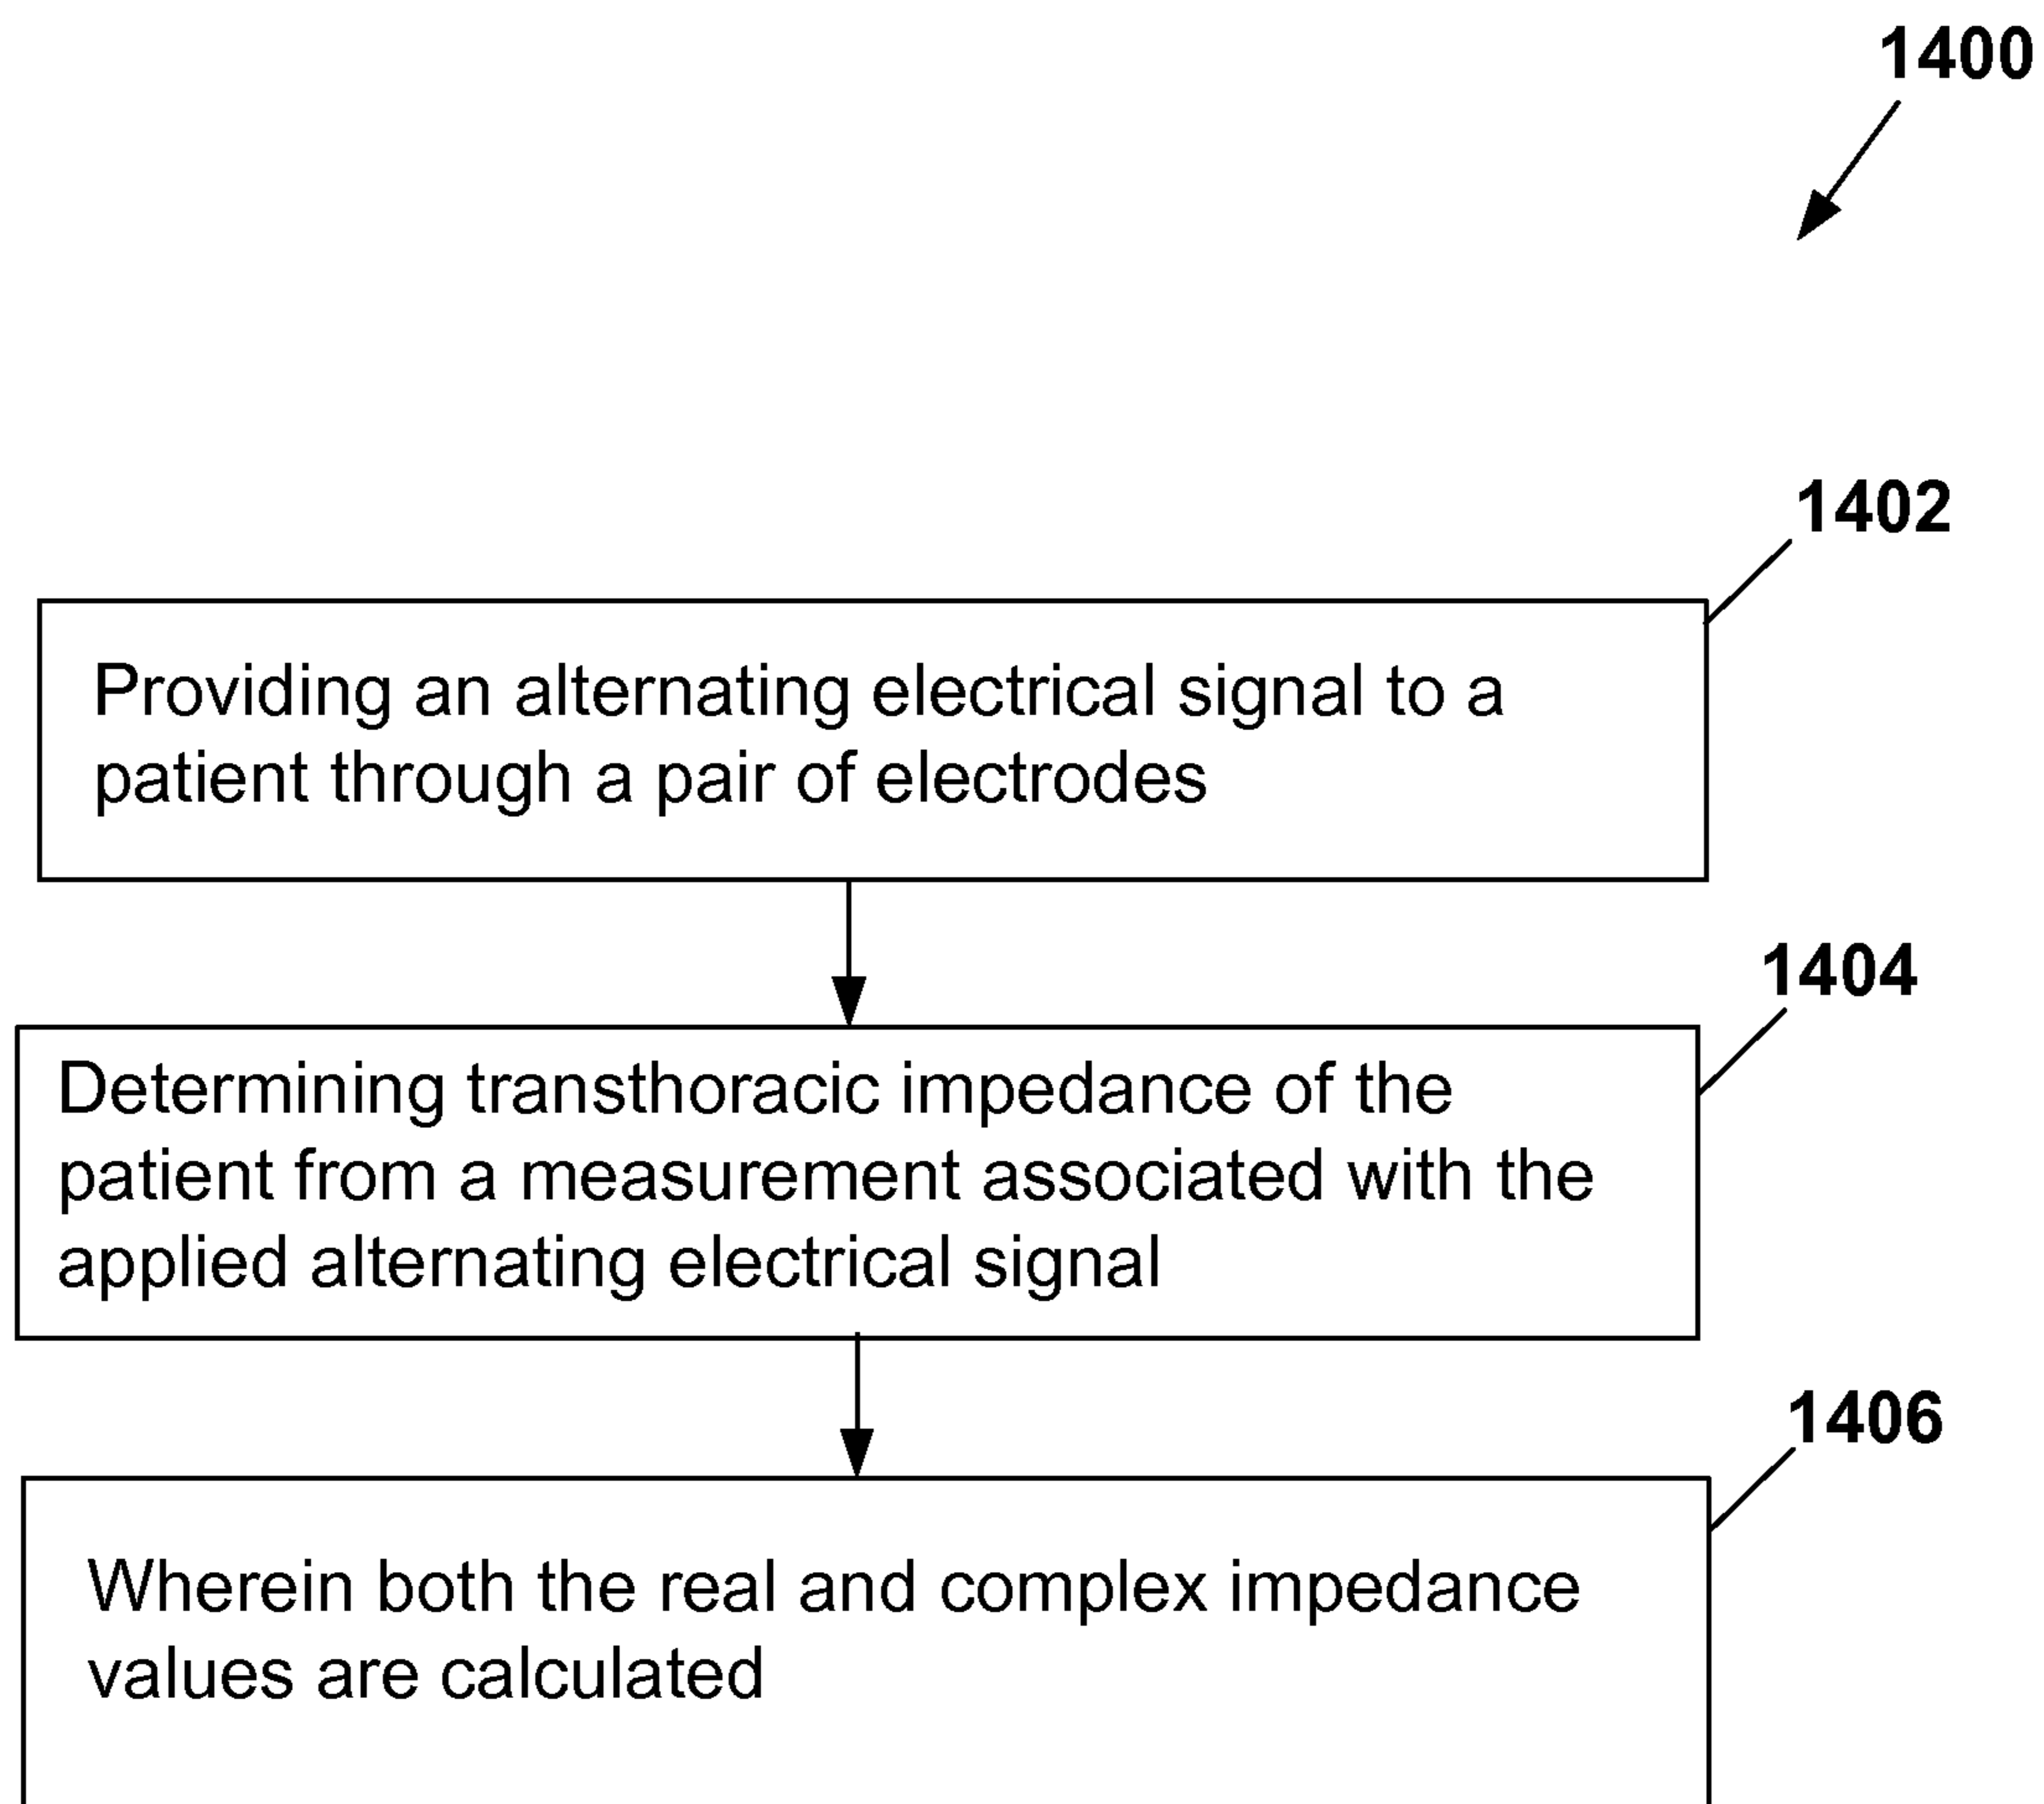 1400
1402
Providing an alternating electrical signal to a
patient through a pair of electrodes
1404
Determining transthoracic impedance of the
patient from a measurement associated with the
applied alternating electrical signal
1406
Wherein both the real and complex impedance
values are calculated